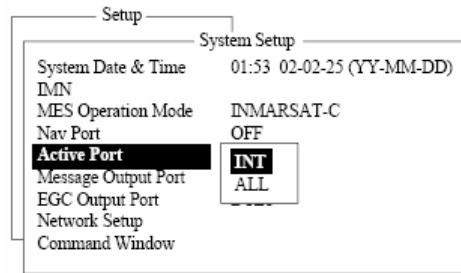 Setup
System Setup
System Date & Time 01:53 02-02-25 (YY-MM-DD)
IMN
MES Operation Mode INMARSAT-C
Nav Port OFF
Active Port INT
Message Output Port ALL
EGC Output Port
Network Setup
Command Window